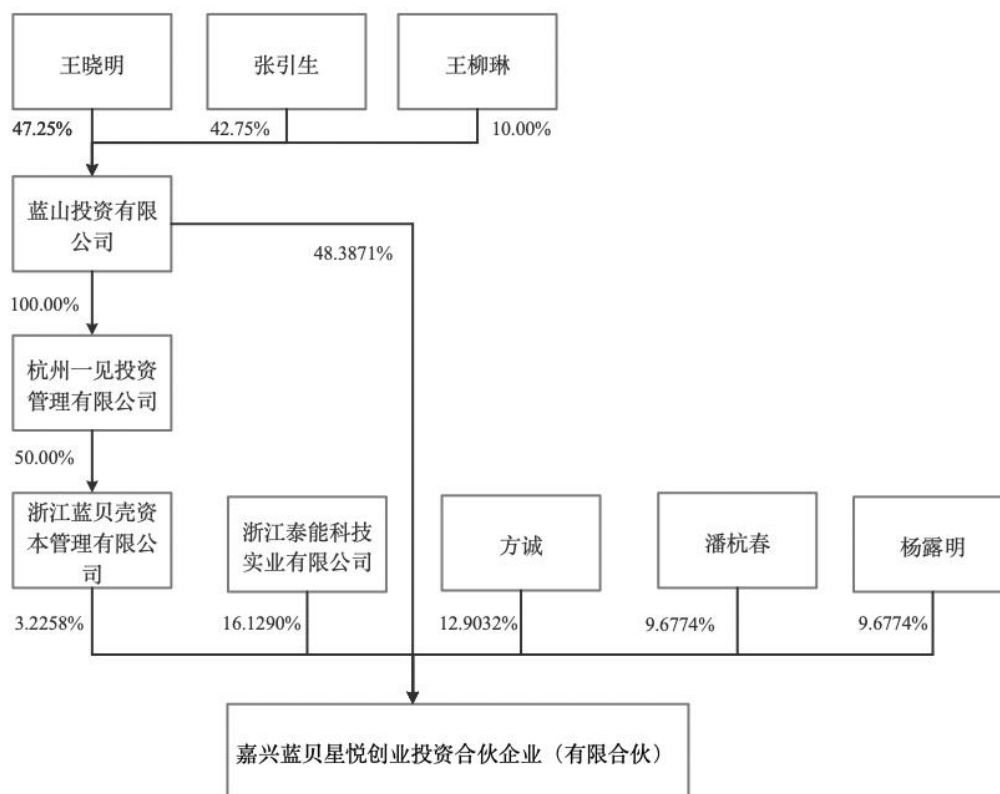 王晓明
张引生
王柳琳
47.25%
42.75%
10.00%
蓝山投资有限
公司
48.3871%
100.00%
杭州一见投资
管理有限公司
50.00%
浙江蓝贝壳资
本管理有限公
司
浙江泰能科技
实业有限公司
方诚
潘杭春
杨露明
3.2258%
16.1290%
12.9032%
9.6774%
9.6774%
嘉兴蓝贝星悦创业投资合伙企业（有限合伙）